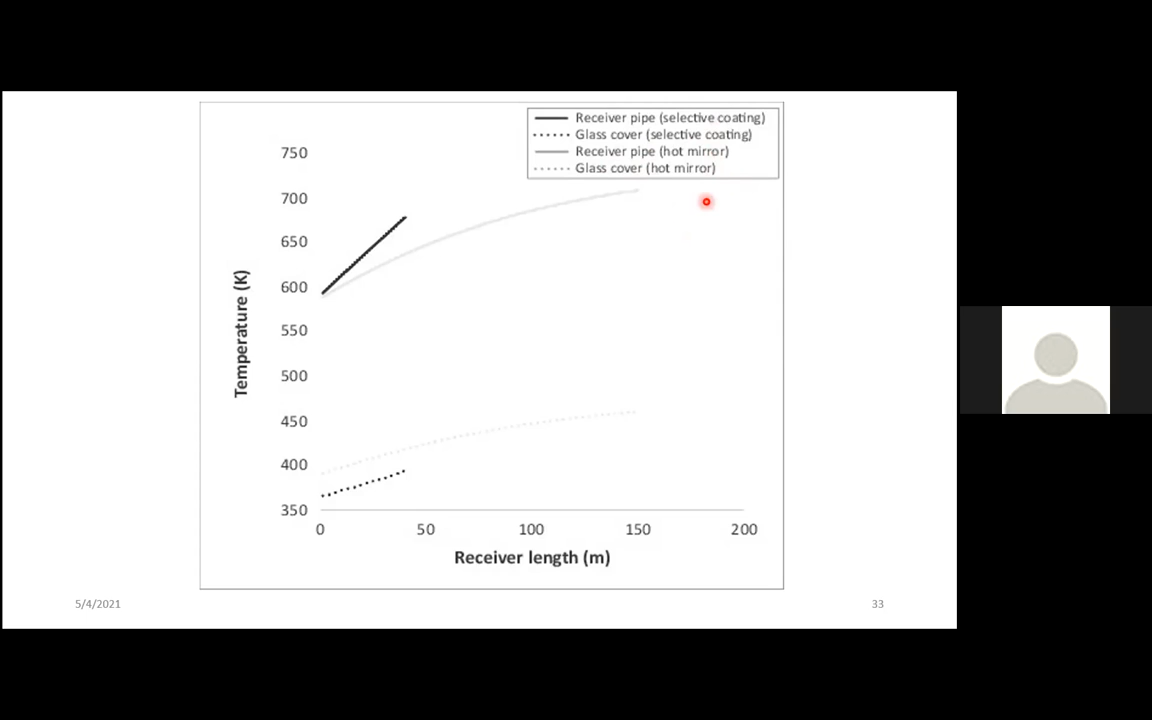 Receiver pipe (selective coating)
Glass cover (selective coating)
Receiver pipe (hot mirror)
Glass cover (hot mirror)
750
700
650
600
550
500
450
400
350
Temperature (K)
0 50 100 150 200
Receiver length (m)
5/4/2021 33